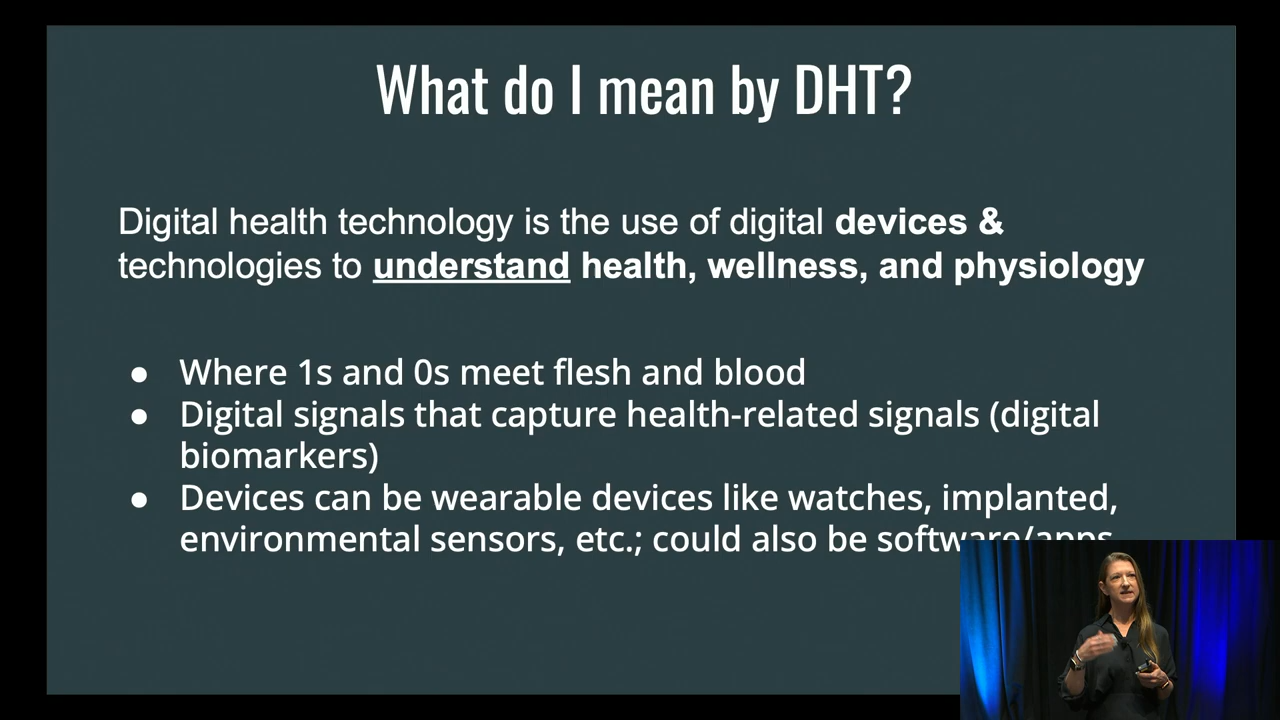 What do I mean by DHT?
Digital health technology is the use of digital devices &
technologies to understand health, wellness, and physiology
● Where 1s and 0s meet flesh and blood
● Digital signals that capture health-related signals (digital
biomarkers)
● Devices can be wearable devices like watches, implanted,
environmental sensors, etc.; could also be software/apps